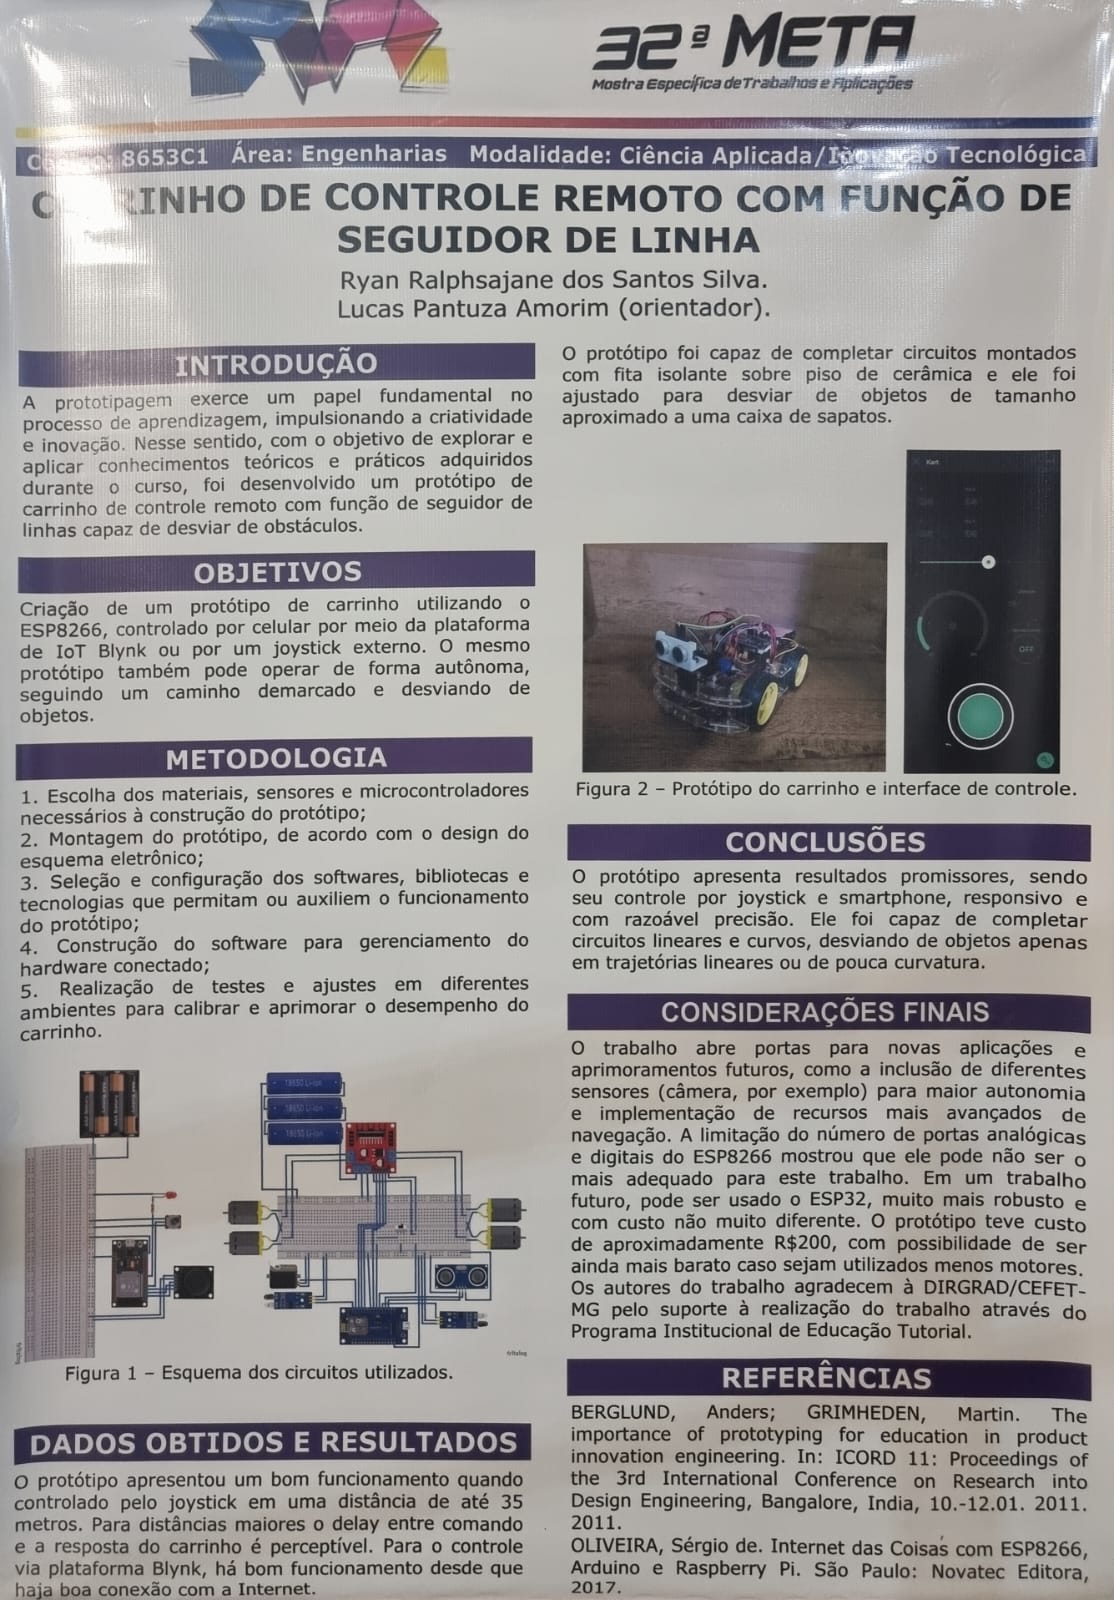 32ª META
Mostra Específica de Trabalhos e Aplicações
8653C1 Área: Engenharias Modalidade: Ciência Aplicada/Inovação Tecnológica
CARRINHO DE CONTROLE REMOTO COM FUNÇÃO DE
SEGUIDOR DE LINHA
Ryan Ralphsajane dos Santos Silva.
Lucas Pantuza Amorim (orientador).
INTRODUÇÃO
A prototipagem exerce um papel fundamental no
processo de aprendizagem, impulsionando a criatividade
e inovação. Nesse sentido, com o objetivo de explorar e
aplicar conhecimentos teóricos e práticos adquiridos
durante o curso, foi desenvolvido um protótipo de
carrinho de controle remoto com função de seguidor de
linhas capaz de desviar de obstáculos.
OBJETIVOS
Criação de um protótipo de carrinho utilizando o
ESP8266, controlado por celular por meio da plataforma
de IoT Blynk ou por um joystick externo. O mesmo
protótipo também pode operar de forma autônoma,
seguindo um caminho demarcado e desviando de
objetos.
METODOLOGIA
1. Escolha dos materiais, sensores e microcontroladores
necessários à construção do protótipo;
2. Montagem do protótipo, de acordo com o design do
esquema eletrônico;
3. Seleção e configuração dos softwares, bibliotecas e
tecnologias que permitam ou auxiliem o funcionamento
do protótipo;
4. Construção do software para gerenciamento do
hardware conectado;
5. Realização de testes e ajustes em diferentes
ambientes para calibrar e aprimorar o desempenho do
carrinho.
18650 Li-ion
18650 Li-ion
18650 Li-ion
fritzing
fritzing
Figura 1 – Esquema dos circuitos utilizados.
DADOS OBTIDOS E RESULTADOS
O protótipo apresentou um bom funcionamento quando
controlado pelo joystick em uma distância de até 35
metros. Para distâncias maiores o delay entre comando
e a resposta do carrinho é perceptível. Para o controle
via plataforma Blynk, há bom funcionamento desde que
haja boa conexão com a Internet.
O protótipo foi capaz de completar circuitos montados
com fita isolante sobre piso de cerâmica e ele foi
ajustado para desviar de objetos de tamanho
aproximado a uma caixa de sapatos.
Kart
OFF
Figura 2 – Protótipo do carrinho e interface de controle.
CONCLUSÕES
O protótipo apresenta resultados promissores, sendo
seu controle por joystick e smartphone, responsivo e
com razoável precisão. Ele foi capaz de completar
circuitos lineares e curvos, desviando de objetos apenas
em trajetórias lineares ou de pouca curvatura.
CONSIDERAÇÕES FINAIS
O trabalho abre portas para novas aplicações e
aprimoramentos futuros, como a inclusão de diferentes
sensores (câmera, por exemplo) para maior autonomia
e implementação de recursos mais avançados de
navegação. A limitação do número de portas analógicas
e digitais do ESP8266 mostrou que ele pode não ser o
mais adequado para este trabalho. Em um trabalho
futuro, pode ser usado o ESP32, muito mais robusto e
com custo não muito diferente. O protótipo teve custo
de aproximadamente R$200, com possibilidade de ser
ainda mais barato caso sejam utilizados menos motores.
Os autores do trabalho agradecem à DIRGRAD/CEFET-
MG pelo suporte à realização do trabalho através do
Programa Institucional de Educação Tutorial.
REFERÊNCIAS
BERGLUND, Anders; GRIMHEDEN, Martin. The
importance of prototyping for education in product
innovation engineering. In: ICORD 11: Proceedings of
the 3rd International Conference on Research into
Design Engineering, Bangalore, India, 10.-12.01. 2011.
2011.
OLIVEIRA, Sérgio de. Internet das Coisas com ESP8266,
Arduino e Raspberry Pi. São Paulo: Novatec Editora,
2017.